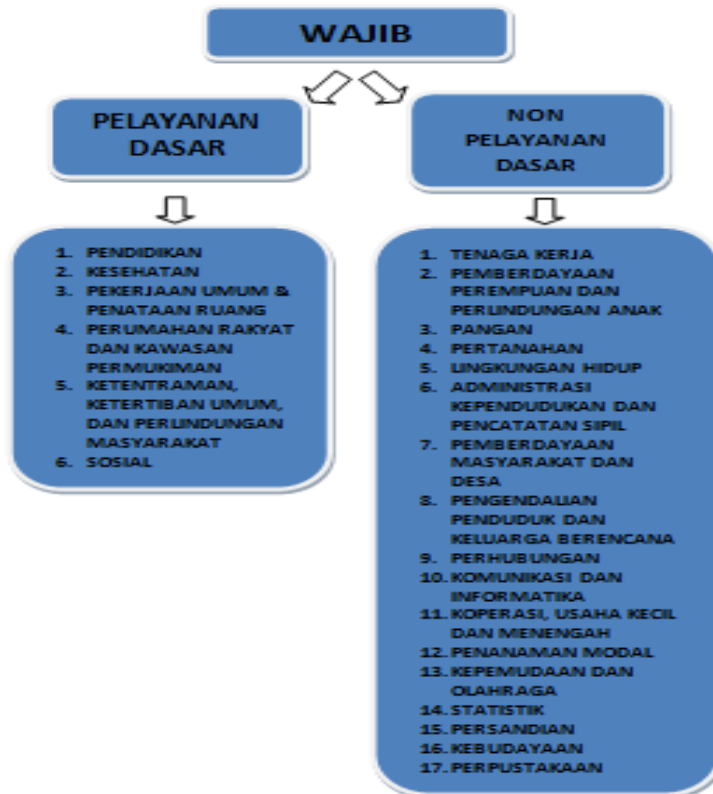 WAJIB
PELAYANAN
DASAR
1. PENDIDIKAN
2. KESEHATAN
3. PEKERJAAN UMUM &
PENATAAN RUANG
4. PERUMAHAN RAKYAT
DAN KAWASAN
PERMUKIMAN
5. KETENTRAMAN,
KETERTIBAN UMUM,
DAN PERLINDUNGAN
MASYARAKAT
6. SOSIAL
NON
PELAYANAN
DASAR
1. TENAGA KERJA
2. PEMBERDAYAAN
PEREMPUAN DAN
PERLINDUNGAN ANAK
3. PANGAN
4. PERTANAHAN
5. LINGKUNGAN HIDUP
6. ADMINISTRASI
KEPENDUDUKAN DAN
PENCATATAN SIPIL
7. PEMBERDAYAAN
MASYARAKAT DAN
DESA
8. PENGENDALIAN
PENDUDUK DAN
KELUARGA BERENCANA
9. PERHUBUNGAN
10. KOMUNIKASI DAN
INFORMATIKA
11. KOPERASI, USAHA KECIL
DAN MENENGAH
12. PENANAMAN MODAL
13. KEPEMUDAAN DAN
OLAHRAGA
14. STATISTIK
15. PERSANDIAN
16. KEBUDAYAAN
17. PERPUSTAKAAN